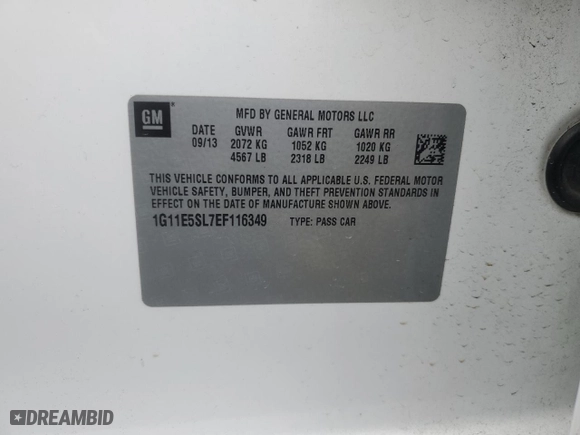 GM ®
MFD BY GENERAL MOTORS LLC
DATE GVWR GAWR FRT GAWR RR
09/13 2072 KG 1052 KG 1020 KG
4567 LB 2318 LB 2249 LB
THIS VEHICLE CONFORMS TO ALL APPLICABLE U.S. FEDERAL MOTOR
VEHICLE SAFETY, BUMPER, AND THEFT PREVENTION STANDARDS IN
EFFECT ON THE DATE OF MANUFACTURE SHOWN ABOVE.
1G11E5SL7EF116349 TYPE: PASS CAR
DREAMBID